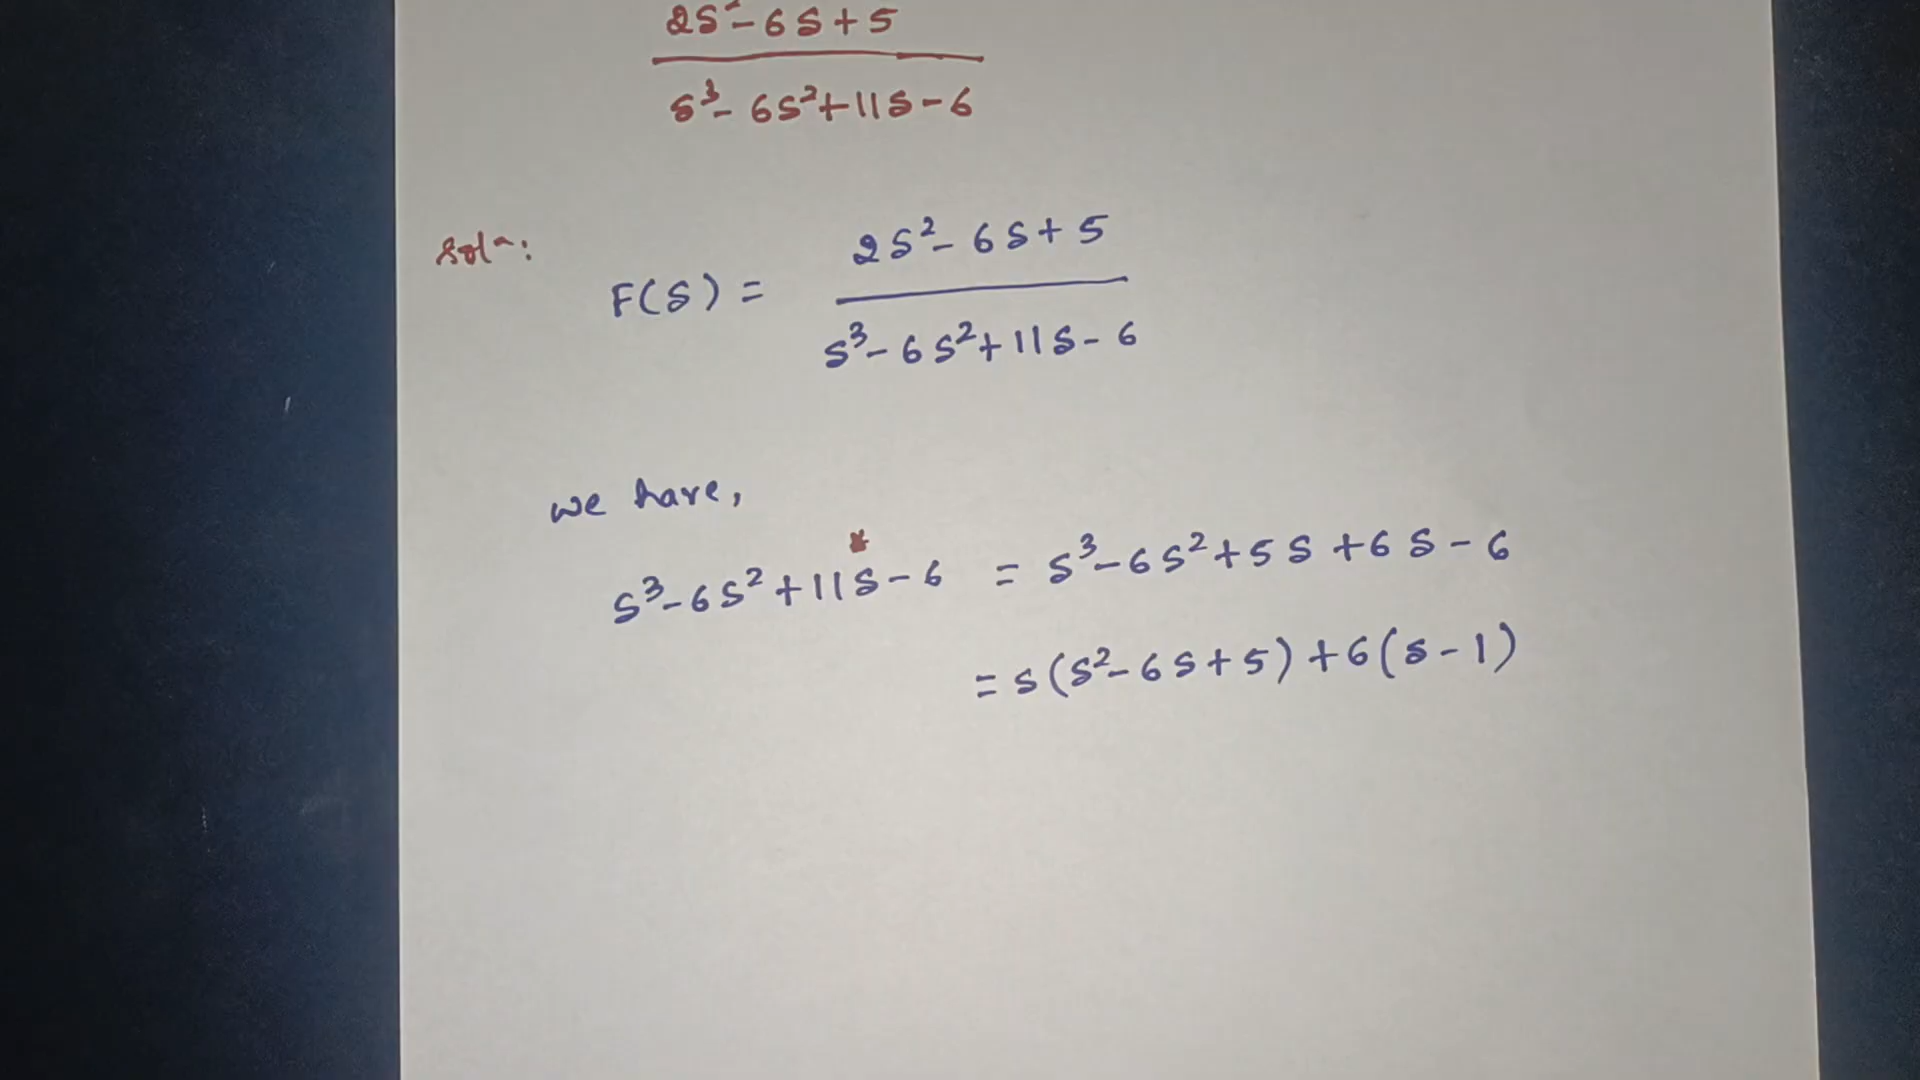 2s²-6s+5
s³-6s²+11s-6
Soln:
F(s) = 2s²-6s+5
s³-6s²+11s-6
we have,
s³-6s²+11s-6 = s³-6s²+5s+6s-6
= s(s²-6s+5)+6(s-1)